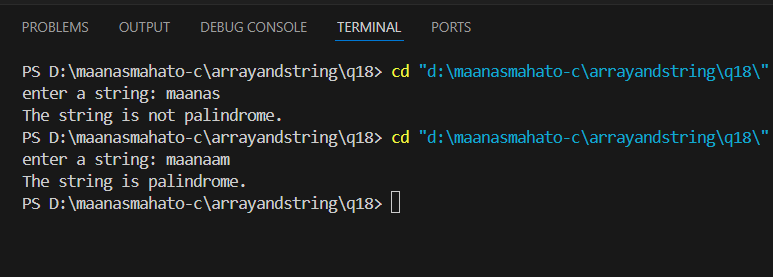 PROBLEMS OUTPUT DEBUG CONSOLE TERMINAL PORTS
PS D:\maanasmahato-c\arrayandstring\q18> cd "d:\maanasmahato-c\arrayandstring\q18\"
enter a string: maanas
The string is not palindrome.
PS D:\maanasmahato-c\arrayandstring\q18> cd "d:\maanasmahato-c\arrayandstring\q18\"
enter a string: maanaam
The string is palindrome.
PS D:\maanasmahato-c\arrayandstring\q18>